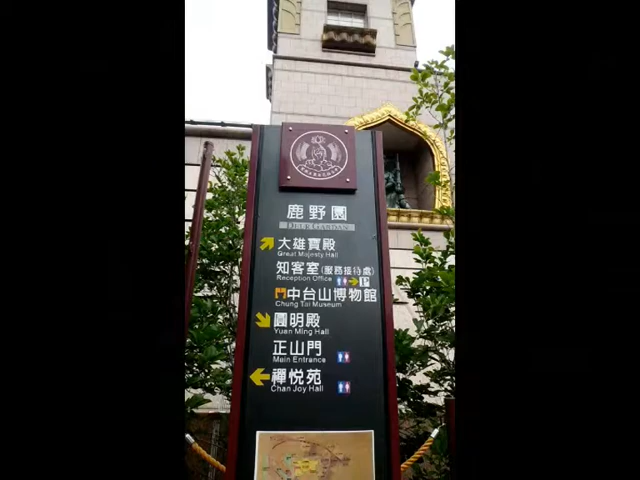 鹿野園
DEER GARDEN
大雄寶殿
Great Majesty Hall
知客室(服務接待處)
Reception Office P
中台山博物館
Chung Tai Museum
圓明殿
Yuan Ming Hall
正山門
Main Entrance
禪悦苑
Chan Joy Hall